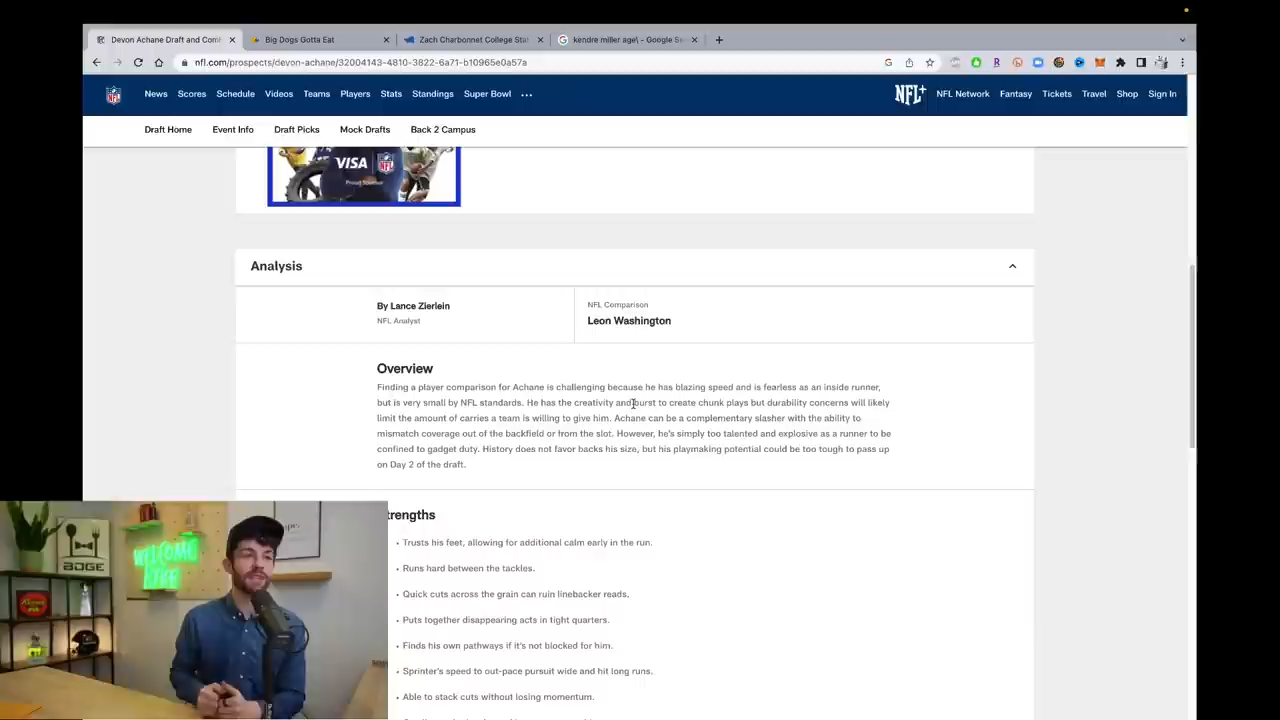 Devon Achane Draft and Com
Big Dogs Gotta Eat
Zach Charbonnet College Sta
kendre miller age\ - Google Se
nfl.com/prospects/devon-achane/32004143-4810-3822-6a71-b10965e0a57a
NFL
News
Scores
Schedule
Videos
Teams
Players
Stats
Standings
Super Bowl
NFL+
NFL Network
Fantasy
Tickets
Travel
Shop
Sign In
Draft Home
Event Info
Draft Picks
Mock Drafts
Back 2 Campus
VISA
NFL
Proud Sponsor
Analysis
By Lance Zierlein
NFL Analyst
NFL Comparison
Leon Washington
Overview
Finding a player comparison for Achane is challenging because he has blazing speed and is fearless as an inside runner,
but is very small by NFL standards. He has the creativity and burst to create chunk plays but durability concerns will likely
limit the amount of carries a team is willing to give him. Achane can be a complementary slasher with the ability to
mismatch coverage out of the backfield or from the slot. However, he's simply too talented and explosive as a runner to be
confined to gadget duty. History does not favor backs his size, but his playmaking potential could be too tough to pass up
on Day 2 of the draft.
trengths
• Trusts his feet, allowing for additional calm early in the run.
• Runs hard between the tackles.
• Quick cuts across the grain can ruin linebacker reads.
• Puts together disappearing acts in tight quarters.
• Finds his own pathways if it's not blocked for him.
• Sprinter's speed to out-pace pursuit wide and hit long runs.
• Able to stack cuts without losing momentum.
BDGE
WELCOME